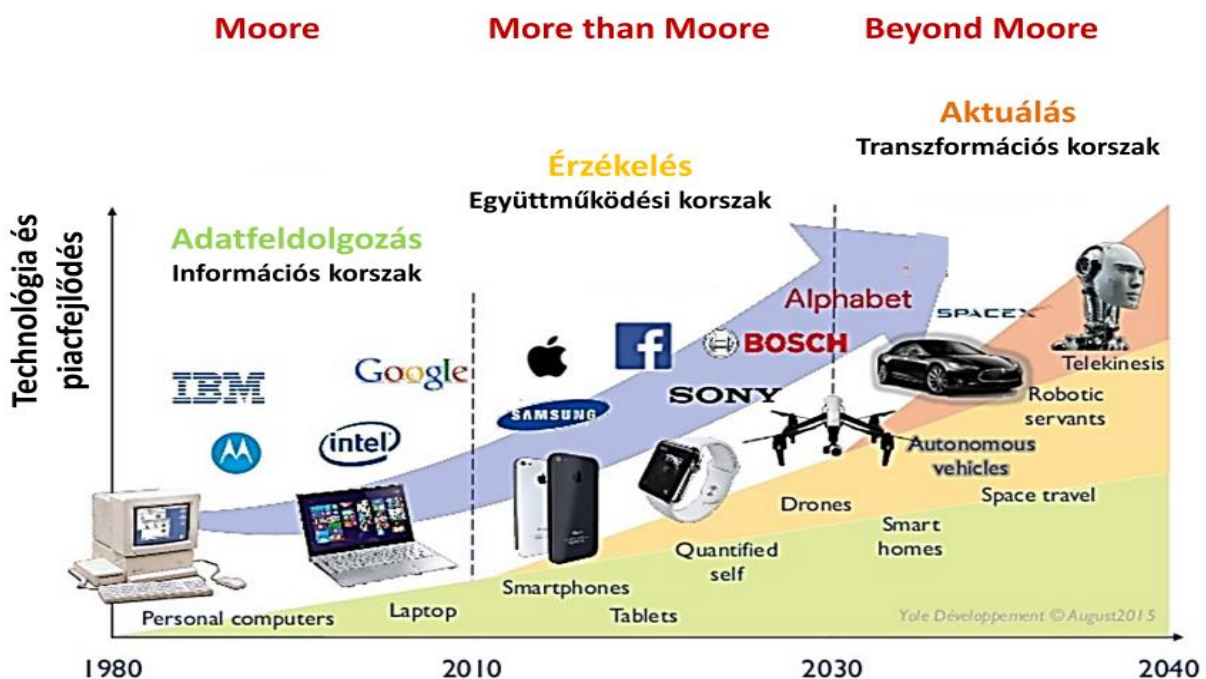 Moore
More than Moore
Beyond Moore
Aktuálás
Transzformációs korszak
Érzékelés
Együttműködési korszak
Adatfeldolgozás
Információs korszak
Technológia és
piacfejlődés
Alphabet
SPACEX
BOSCH
Google
IBM
SAMSUNG
SONY
intel
Telekinesis
Robotic
servants
Autonomous
vehicles
Space travel
Drones
Smart
homes
Quantified
self
Smartphones
Tablets
Laptop
Personal computers
Yole Développement © August2015
1980
2010
2030
2040